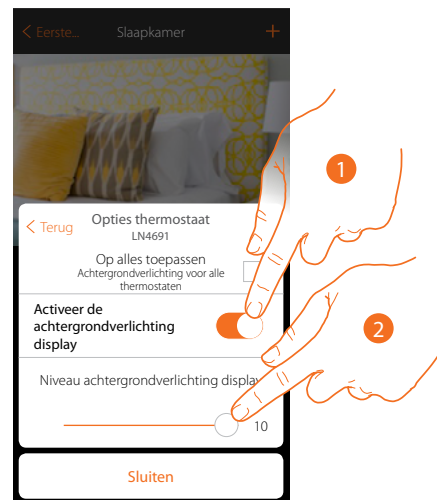 Eerste...
Slaapkamer
+
Terug
Opties thermostaat
LN4691
Op alles toepassen
Achtergrondverlichting voor alle
thermostaten
Activeer de
achtergrondverlichting
display
1
Niveau achtergrondverlichting display
2
10
Sluiten